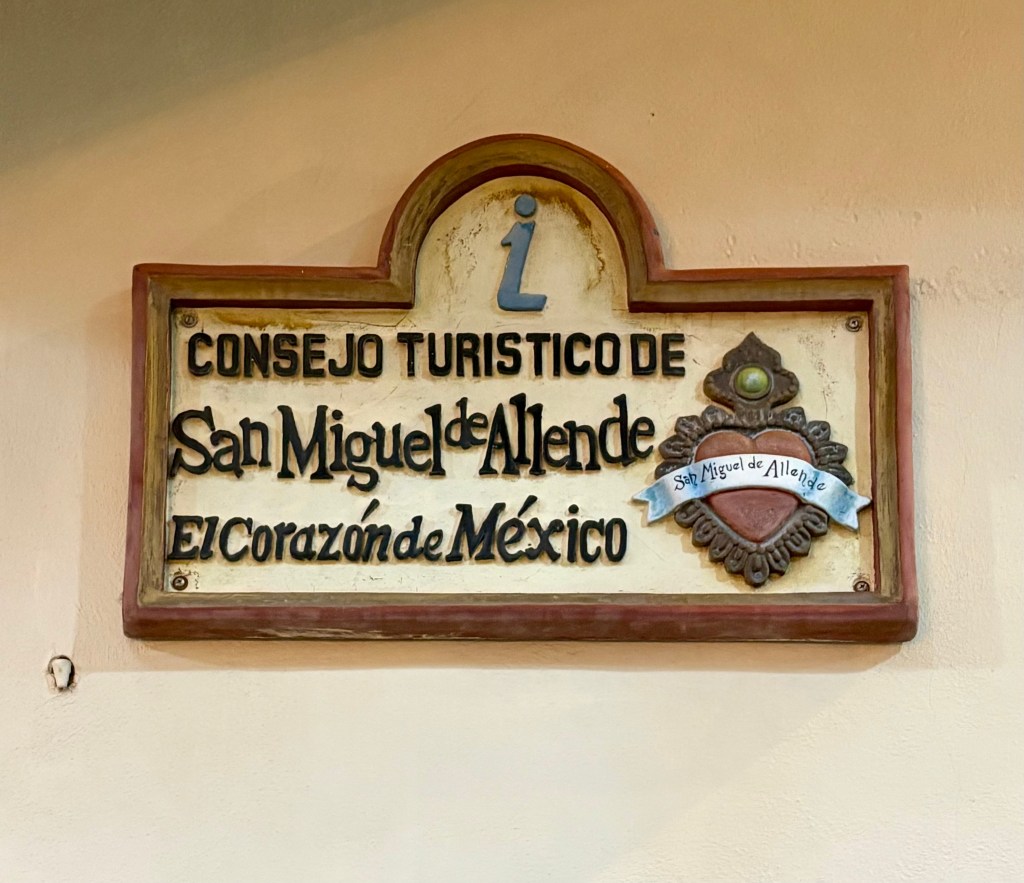 i
CONSEJO TURISTICO DE
San Miguel de Allende
El Corazón de México
San Miguel de Allende